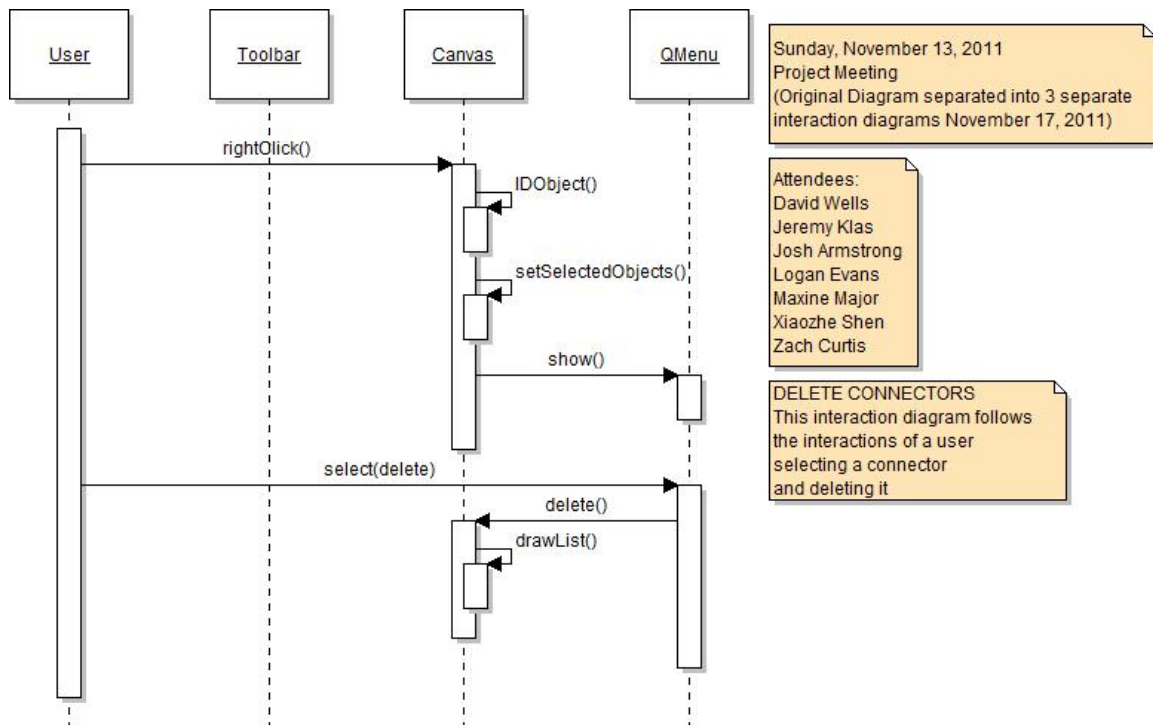 User
Toolbar
Canvas
QMenu
rightClick()
IDObject()
setSelectedObjects()
show()
select(delete)
delete()
drawList()
Sunday, November 13, 2011
Project Meeting
(Original Diagram separated into 3 separate
interaction diagrams November 17, 2011)
Attendees:
David Wells
Jeremy Klas
Josh Armstrong
Logan Evans
Maxine Major
Xiaozhe Shen
Zach Curtis
DELETE CONNECTORS
This interaction diagram follows
the interactions of a user
selecting a connector
and deleting it